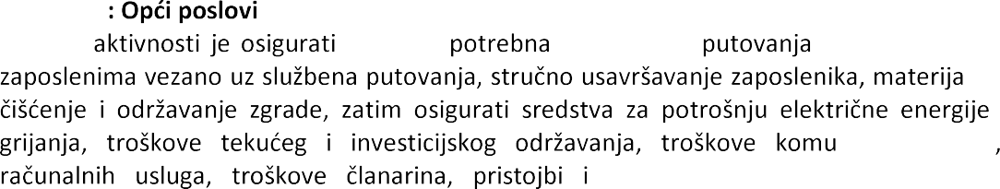 : Opći poslovi
aktivnosti je osigurati potrebna putovanja
zaposlenima vezano uz službena putovanja, stručno usavršavanje zaposlenika, materija
čišćenje i održavanje zgrade, zatim osigurati sredstva za potrošnju električne energije
grijanja, troškove tekućeg i investicijskog održavanja, troškove komu ,
računalnih usluga, troškove članarina, pristojbi i